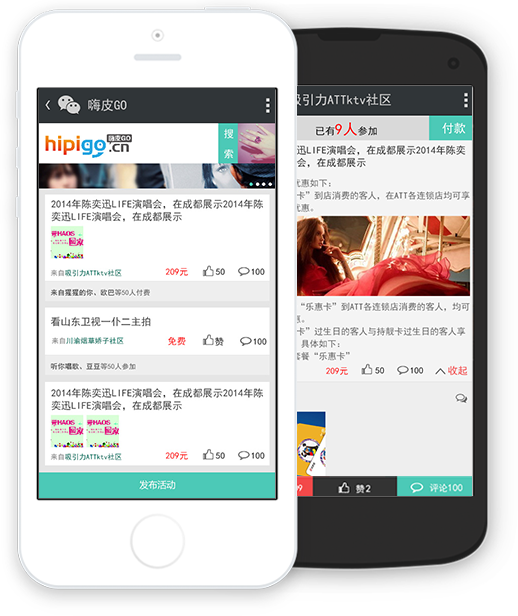 嗨皮GO
hipigo.cn
嗨皮GO
搜
索
2014年陈奕迅LIFE演唱会，在成都展示2014年陈
奕迅LIFE演唱会，在成都展示
来自吸引力ATTktv社区
209元
50
100
来自猩猩的你、欧巴等50人付费
看山东卫视一仆二主拍
来自川渝烟草娇子社区
免费
赞
100
听你唱歌、豆豆等50人参加
2014年陈奕迅LIFE演唱会，在成都展示2014年陈
奕迅LIFE演唱会，在成都展示
来自吸引力ATTktv社区
209元
50
100
发布活动
吸引力ATTktv社区
已有9人参加
付款
迅LIFE演唱会，在成都展示2014年陈奕
IFE演唱会，在成都展示
优惠如下：
卡”到店消费的客人，在ATT各连锁店均可享
优惠。
“乐惠卡”到ATT各连锁店消费的客人，均可
惠。
卡”过生日的客人与持靓卡过生日的客人享
具体如下：
套餐“乐惠卡”
209元
50
100
收起
09
赞2
评论100